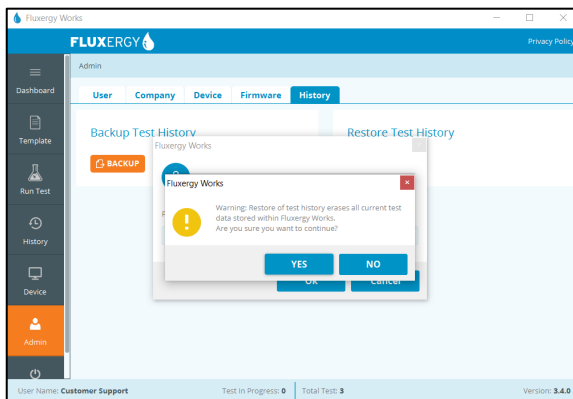 Fluxergy Works
FLUXERGY
Privacy Policy
Admin
Dashboard
Template
Run Test
History
Device
Admin
User Company Device Firmware History
Backup Test History
Restore Test History
BACKUP
Fluxergy Works
Fluxergy Works
Warning: Restore of test history erases all current test
data stored within Fluxergy Works.
Are you sure you want to continue?
YES NO
OK Cancel
User Name: Customer Support Test in Progress: 0 Total Test: 3 Version: 3.4.0